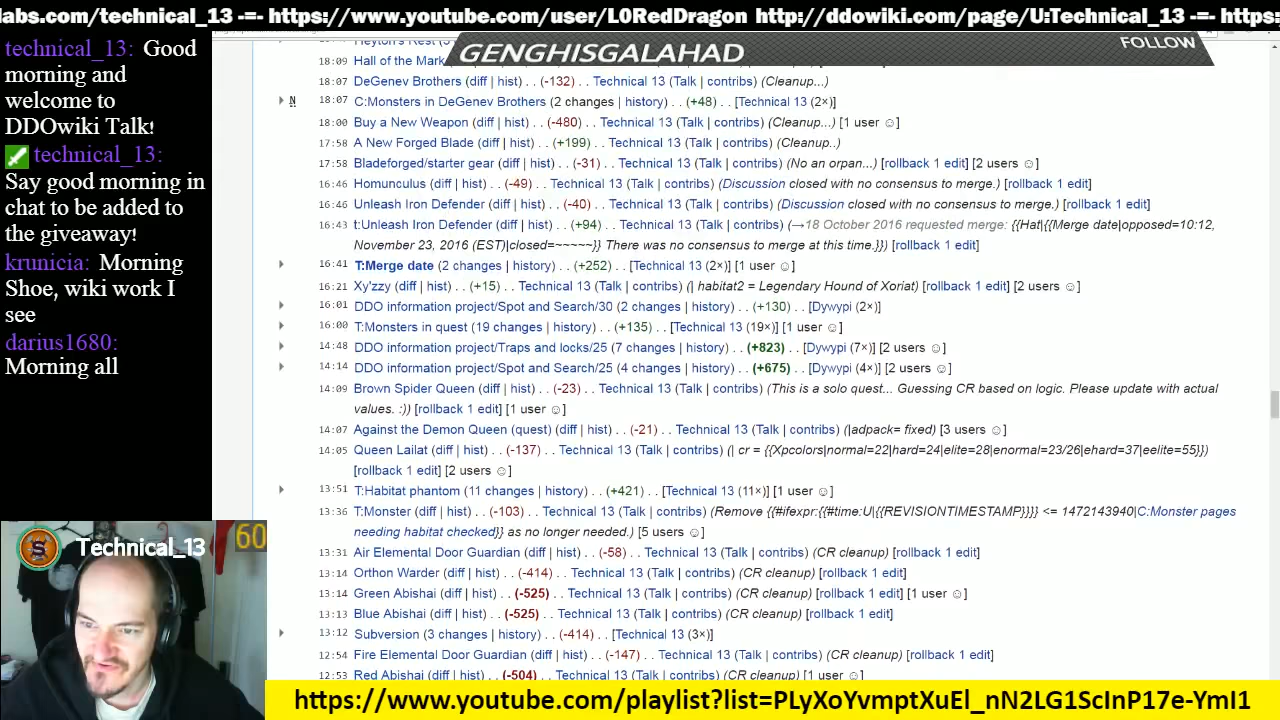 labs.com/technical_13 -=- https://www.youtube.com/user/L0RedDragon http://ddowiki.com/page/U:Technical_13 -=- https:
technical_13: Good
morning and
welcome to
DDOwiki Talk!
technical_13:
Say good morning in
chat to be added to
the giveaway!
krunicia: Morning
Shoe, wiki work I
see
darius1680:
Morning all
GENGHISGALAHAD
FOLLOW
18:09 Hall of the Mark
18:07 DeGenev Brothers (diff | hist) . . (-132) . . Technical 13 (Talk | contribs) (Cleanup...)
N 18:07 C:Monsters in DeGenev Brothers (2 changes | history) . . (+48) . . [Technical 13 (2×)]
18:00 Buy a New Weapon (diff | hist) . . (-480) . . Technical 13 (Talk | contribs) (Cleanup...) [1 user ☺]
17:58 A New Forged Blade (diff | hist) . . (+199) . . Technical 13 (Talk | contribs) (Cleanup..)
17:58 Bladeforged/starter gear (diff | hist) . . (-31) . . Technical 13 (Talk | contribs) (No an orpan...) [rollback 1 edit] [2 users ☺]
16:46 Homunculus (diff | hist) . . (-49) . . Technical 13 (Talk | contribs) (Discussion closed with no consensus to merge.) [rollback 1 edit]
16:46 Unleash Iron Defender (diff | hist) . . (-40) . . Technical 13 (Talk | contribs) (Discussion closed with no consensus to merge.) [rollback 1 edit]
16:43 t:Unleash Iron Defender (diff | hist) . . (+94) . . Technical 13 (Talk | contribs) (→18 October 2016 requested merge: {{Hat|{{Merge date|opposed=10:12,
November 23, 2016 (EST)|closed=~~~~~}} There was no consensus to merge at this time.}}) [rollback 1 edit]
16:41 T:Merge date (2 changes | history) . . (+252) . . [Technical 13 (2×)] [1 user ☺]
16:21 Xy'zzy (diff | hist) . . (+15) . . Technical 13 (Talk | contribs) (| habitat2 = Legendary Hound of Xoriat) [rollback 1 edit] [2 users ☺]
16:01 DDO information project/Spot and Search/30 (2 changes | history) . . (+130) . . [Dywypi (2×)]
16:00 T:Monsters in quest (19 changes | history) . . (+135) . . [Technical 13 (19×)] [1 user ☺]
14:48 DDO information project/Traps and locks/25 (7 changes | history) . . (+823) . . [Dywypi (7×)] [2 users ☺]
14:14 DDO information project/Spot and Search/25 (4 changes | history) . . (+675) . . [Dywypi (4×)] [2 users ☺]
14:09 Brown Spider Queen (diff | hist) . . (-23) . . Technical 13 (Talk | contribs) (This is a solo quest... Guessing CR based on logic. Please update with actual
values. :)) [rollback 1 edit] [1 user ☺]
14:07 Against the Demon Queen (quest) (diff | hist) . . (-21) . . Technical 13 (Talk | contribs) (|adpack= fixed) [3 users ☺]
14:05 Queen Lailat (diff | hist) . . (-137) . . Technical 13 (Talk | contribs) (| cr = {{Xpcolors|normal=22|hard=24|elite=28|enormal=23/26|ehard=37|eelite=55}})
[rollback 1 edit] [2 users ☺]
13:51 T:Habitat phantom (11 changes | history) . . (+421) . . [Technical 13 (11×)] [1 user ☺]
13:36 T:Monster (diff | hist) . . (-103) . . Technical 13 (Talk | contribs) (Remove {{#ifexpr:{{#time:U|{{REVISIONTIMESTAMP}}}} <= 1472143940|C:Monster pages
needing habitat checked}} as no longer needed.) [5 users ☺]
13:31 Air Elemental Door Guardian (diff | hist) . . (-58) . . Technical 13 (Talk | contribs) (CR cleanup) [rollback 1 edit]
13:14 Orthon Warder (diff | hist) . . (-414) . . Technical 13 (Talk | contribs) (CR cleanup) [rollback 1 edit]
13:14 Green Abishai (diff | hist) . . (-525) . . Technical 13 (Talk | contribs) (CR cleanup) [rollback 1 edit] [1 user ☺]
13:13 Blue Abishai (diff | hist) . . (-525) . . Technical 13 (Talk | contribs) (CR cleanup) [rollback 1 edit]
13:12 Subversion (3 changes | history) . . (-414) . . [Technical 13 (3×)]
12:54 Fire Elemental Door Guardian (diff | hist) . . (-147) . . Technical 13 (Talk | contribs) (CR cleanup) [rollback 1 edit]
12:53 Red Abishai (diff | hist) . . (-504) . . Technical 13 (Talk | contribs) (CR cleanup) [1 user ☺]
Technical_13
60
https://www.youtube.com/playlist?list=PLyXoYvmptXuEl_nN2LG1ScInP17e-YmI1